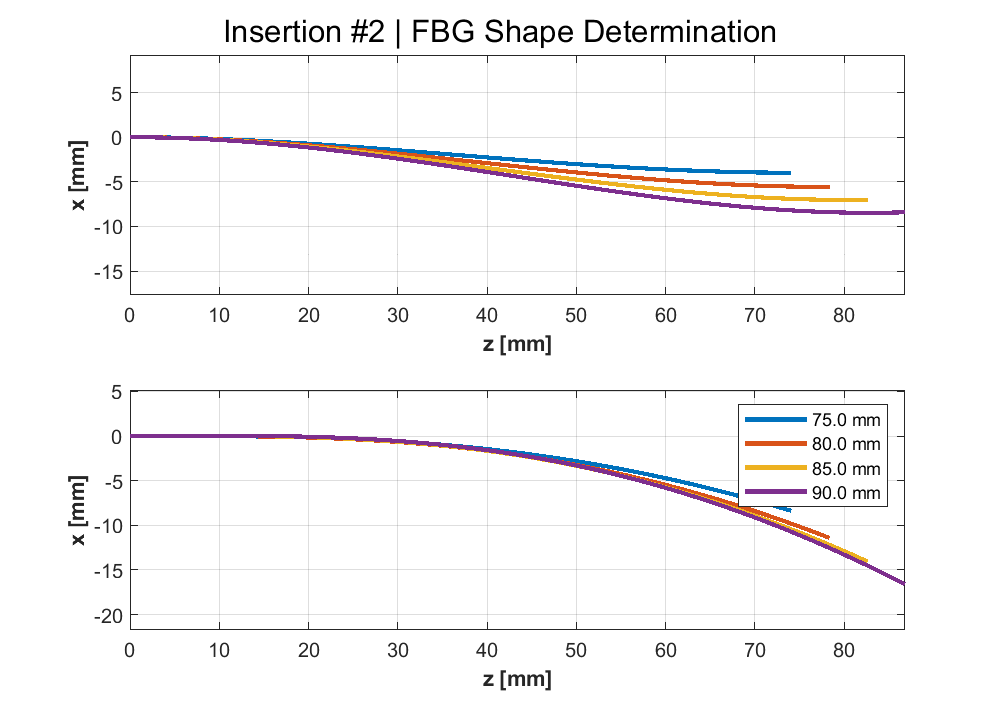 Insertion #2 | FBG Shape Determination
5
0
-5
-10
-15
x [mm]
0 10 20 30 40 50 60 70 80
z [mm]
5
0
-5
-10
-15
-20
x [mm]
75.0 mm
80.0 mm
85.0 mm
90.0 mm
0 10 20 30 40 50 60 70 80
z [mm]